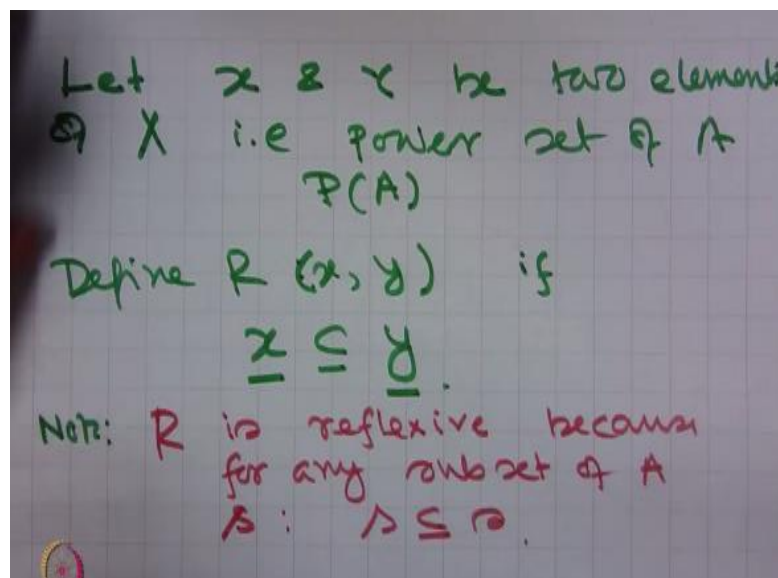 Let x & Y be two elements
of X i.e power set of A
P(A)
Define R (x, y) if
x ⊆ y.
Note: R is reflexive because
for any subset of A
s: s ⊆ s.